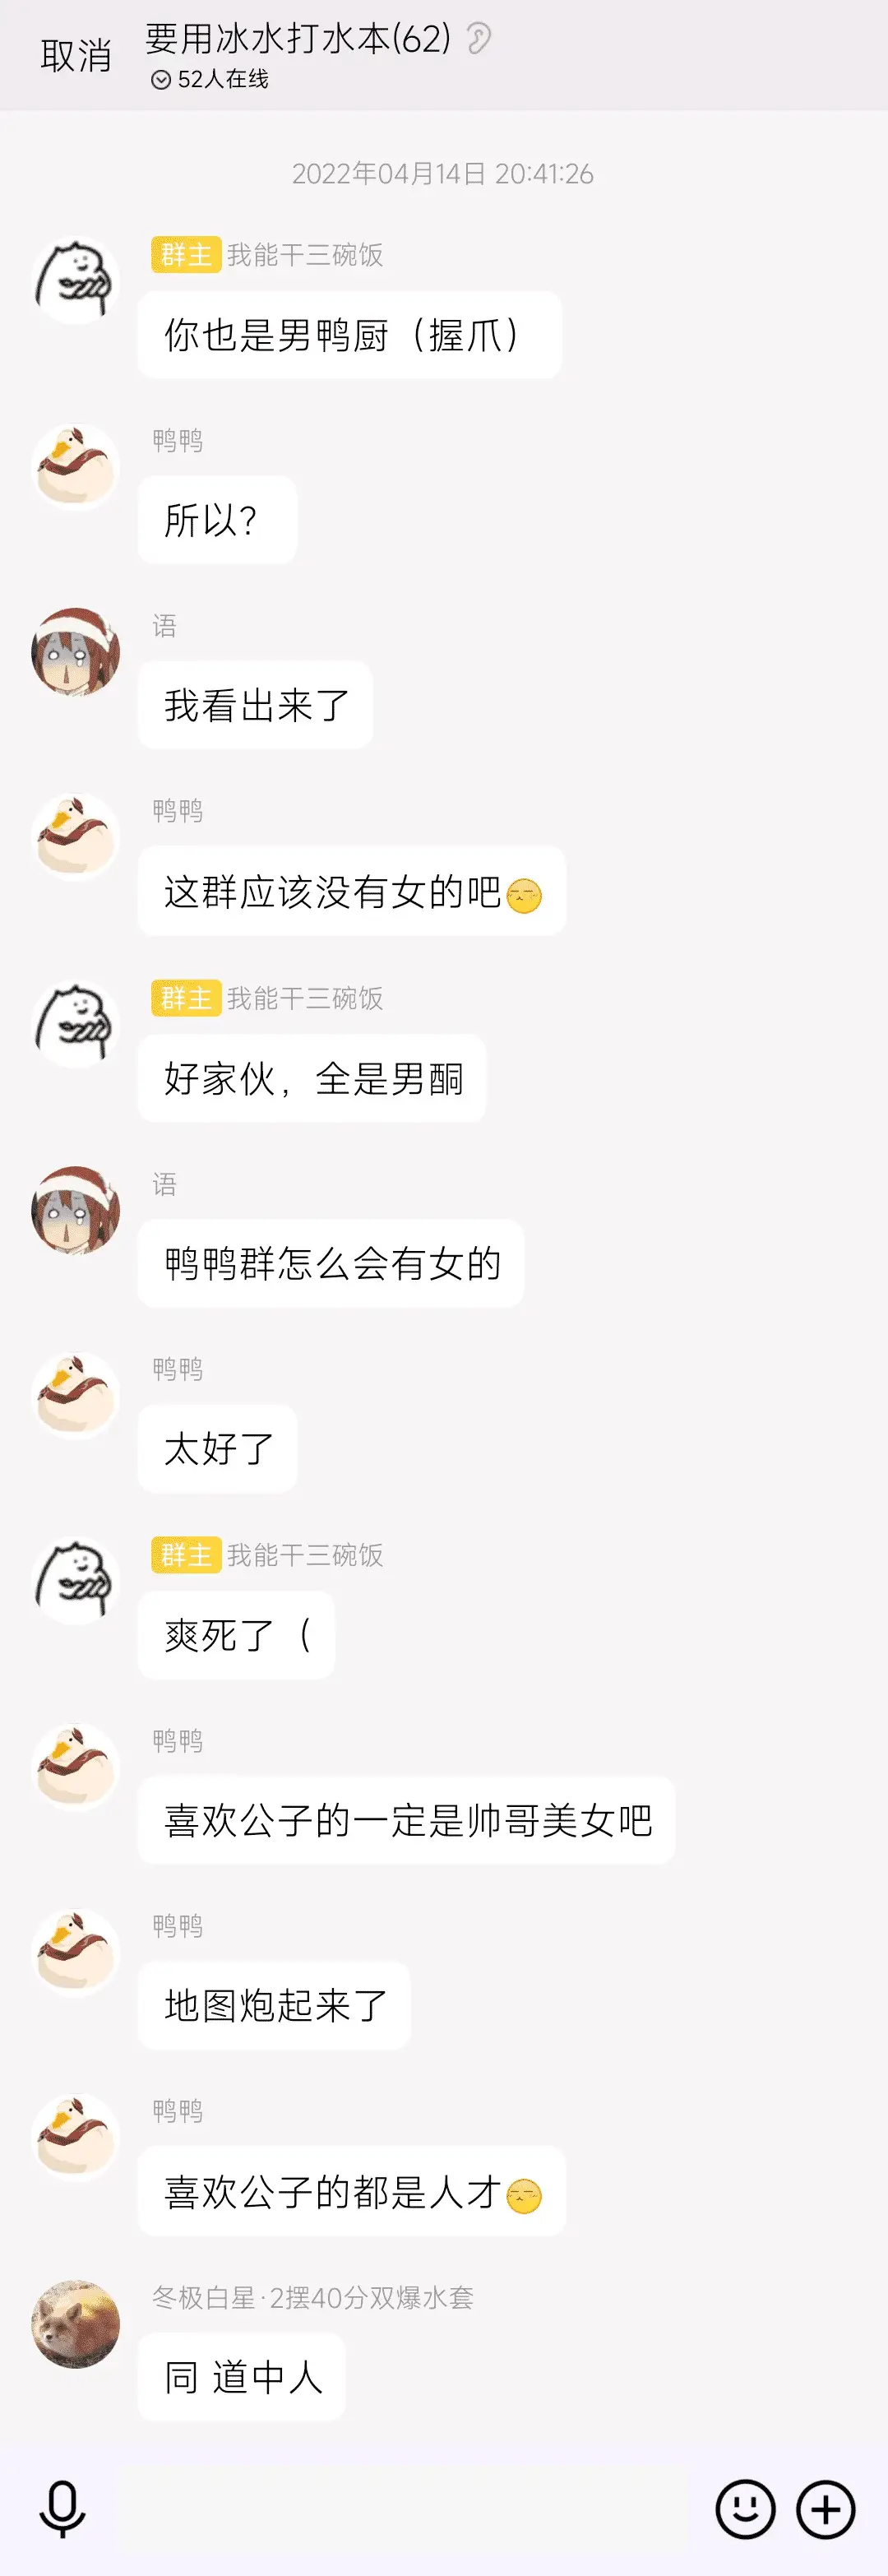 取消
要用冰水打水本(62)
52人在线
2022年04月14日 20:41:26
群主 我能干三碗饭
你也是男鸭厨（握爪）
鸭鸭
所以?
语
我看出来了
鸭鸭
这群应该没有女的吧
群主 我能干三碗饭
好家伙，全是男酮
语
鸭鸭群怎么会有女的
鸭鸭
太好了
群主 我能干三碗饭
爽死了（
鸭鸭
喜欢公子的一定是帅哥美女吧
鸭鸭
地图炮起来了
鸭鸭
喜欢公子的都是人才
冬极白星·2摆40分双爆水套
同 道中人